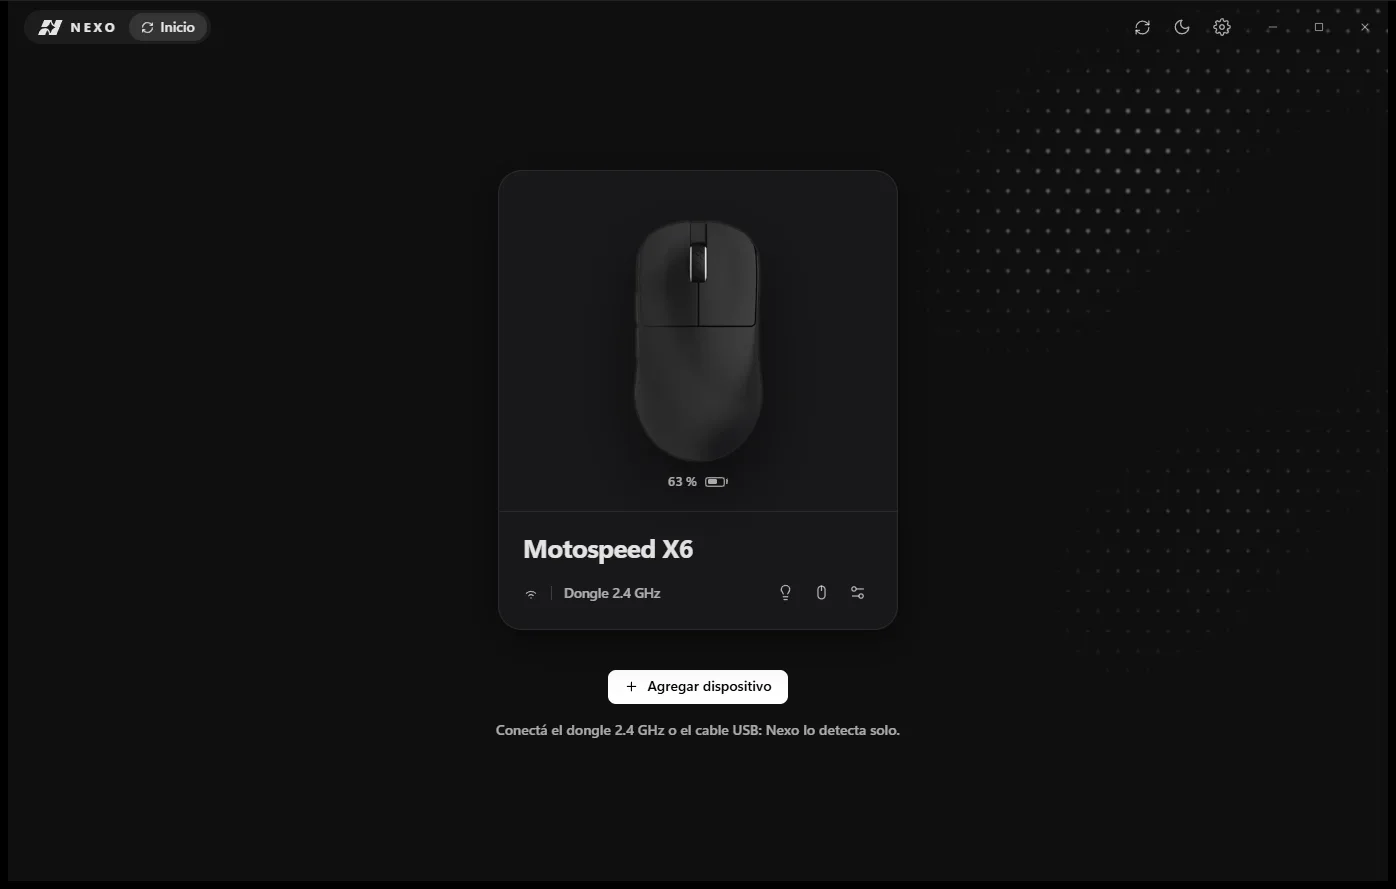 NEXO
Inicio
63 %
Motospeed X6
Dongle 2.4 GHz
Agregar dispositivo
Conectá el dongle 2.4 GHz o el cable USB: Nexo lo detecta solo.